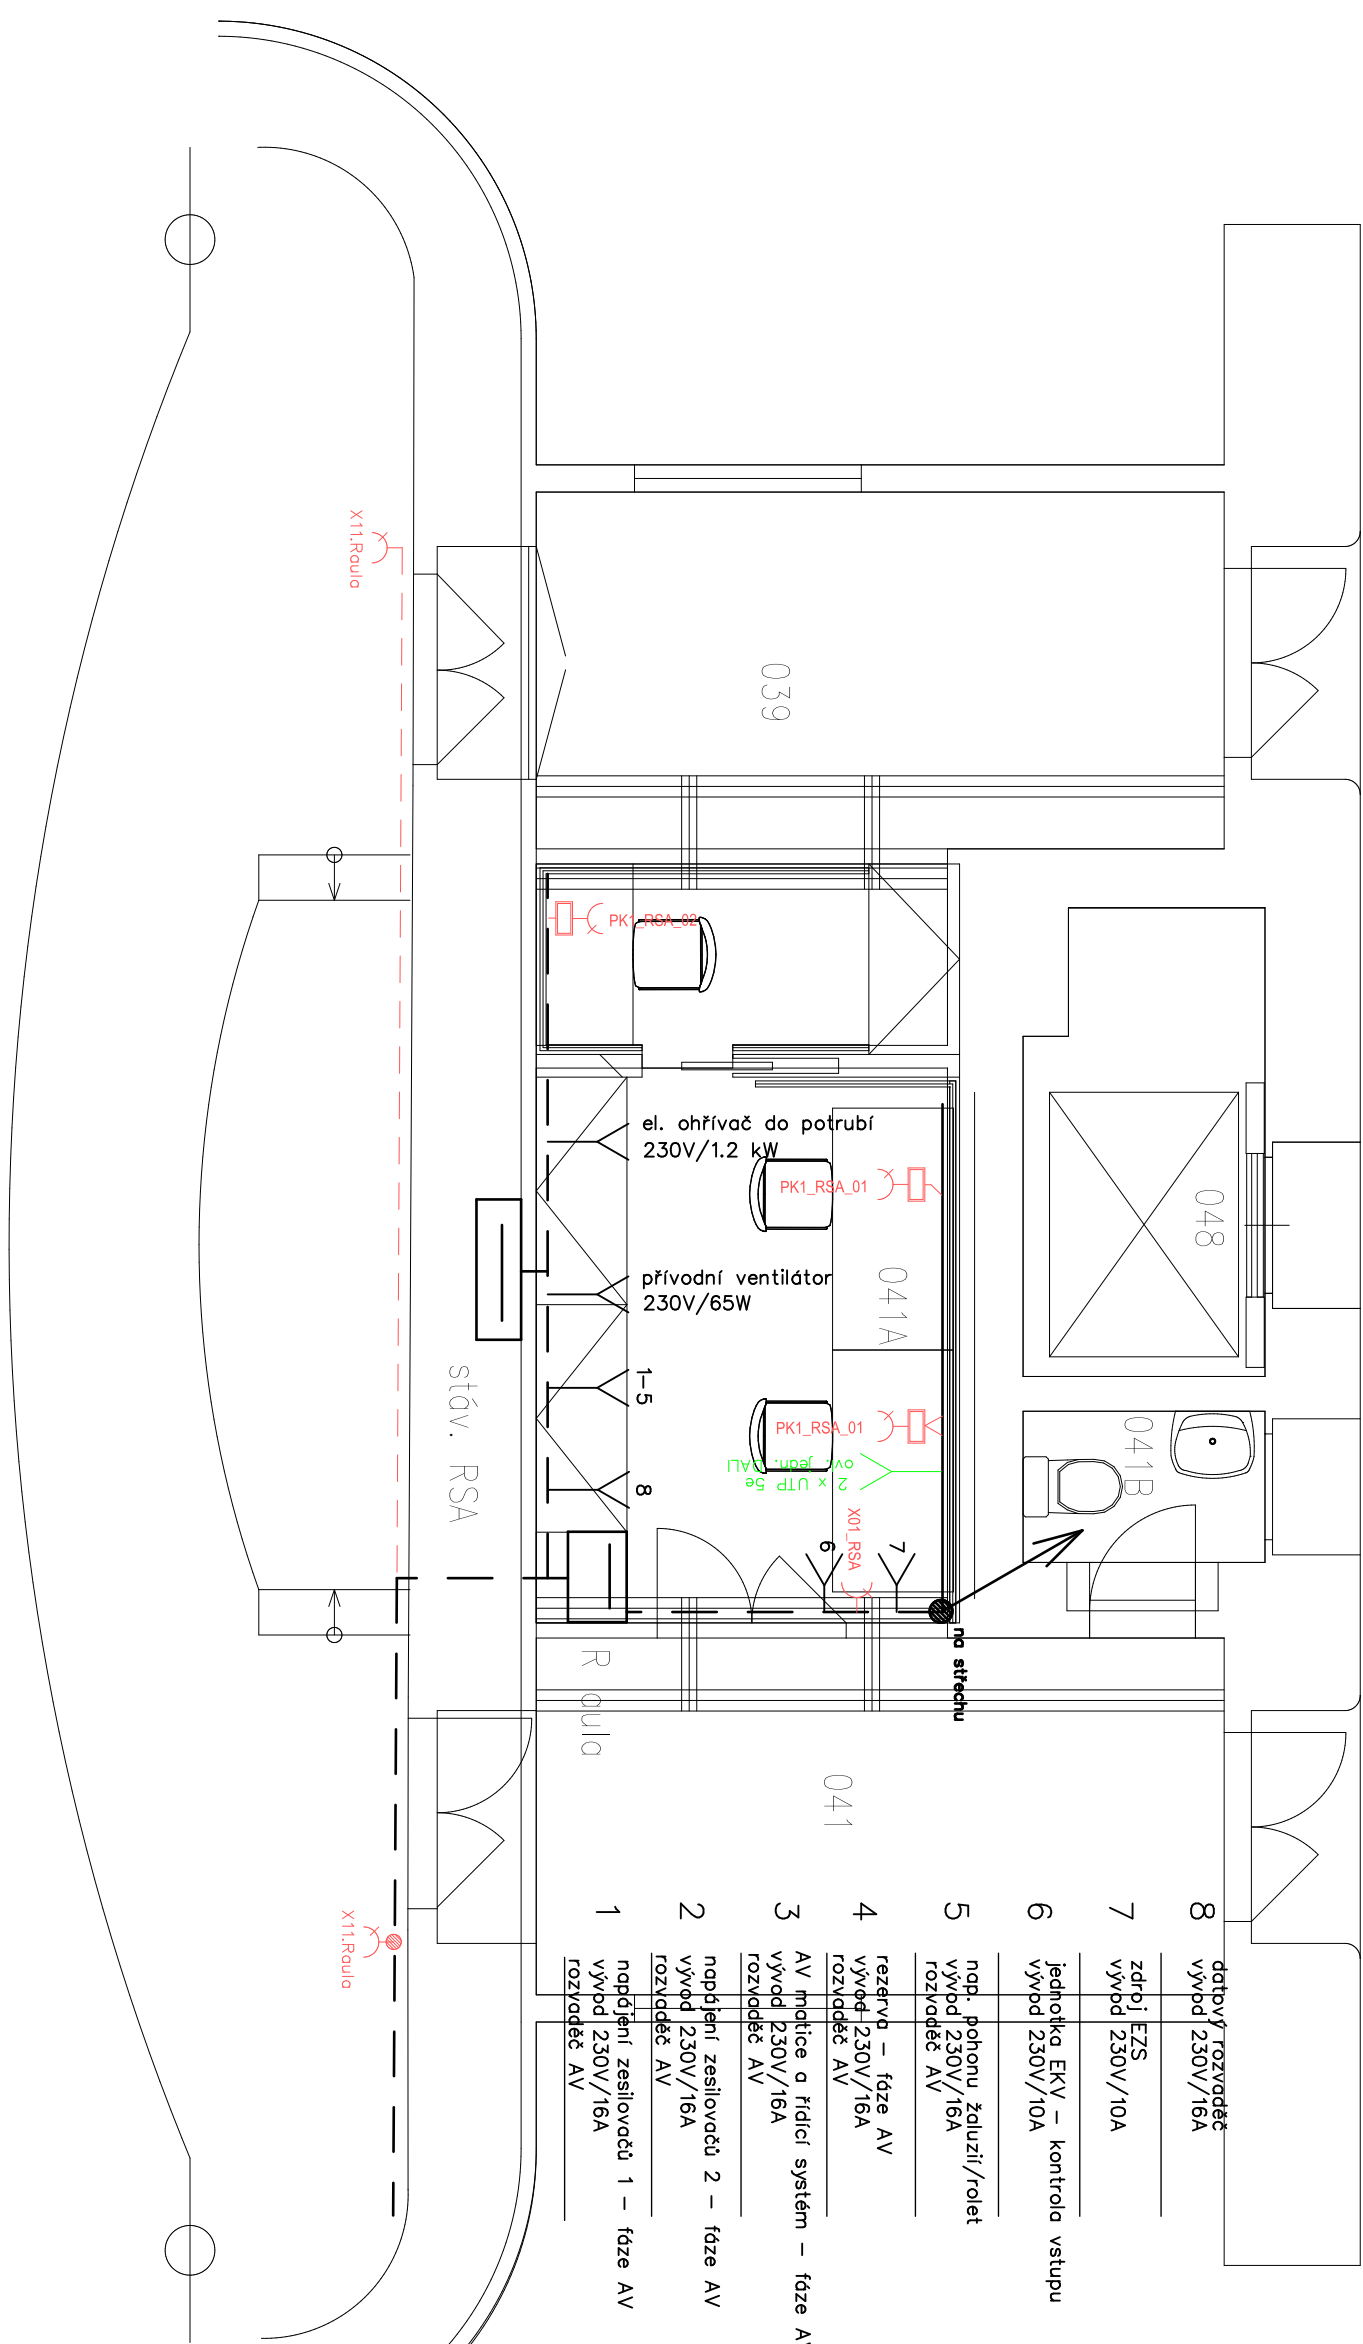 X11.Raula
039
PK1_RSA_02
el. ohřívač do potrubí
230V/1.2 kW
PK1_RSA_01
048
přívodní ventilátor
230V/65W
041A
stáv. RSA
1-5
PK1_RSA_01
041B
2 x UTP 5e
ovl. jedn. DALI
8
X01_RSA
6
7
na střechu
R aula
041
X11.Raula
8
datový rozvaděč
vývod 230V/16A
7
zdroj EZS
vývod 230V/10A
6
jednotka EKV – kontrola vstupu
vývod 230V/10A
5
nap. pohonu žaluzií/rolet
vývod 230V/16A
rozvaděč AV
4
rezerva – fáze AV
vývod 230V/16A
rozvaděč AV
3
AV matice a řídící systém – fáze AV
vývod 230V/16A
rozvaděč AV
2
napájení zesilovačů 2 – fáze AV
vývod 230V/16A
rozvaděč AV
1
napájení zesilovačů 1 – fáze AV
vývod 230V/16A
rozvaděč AV